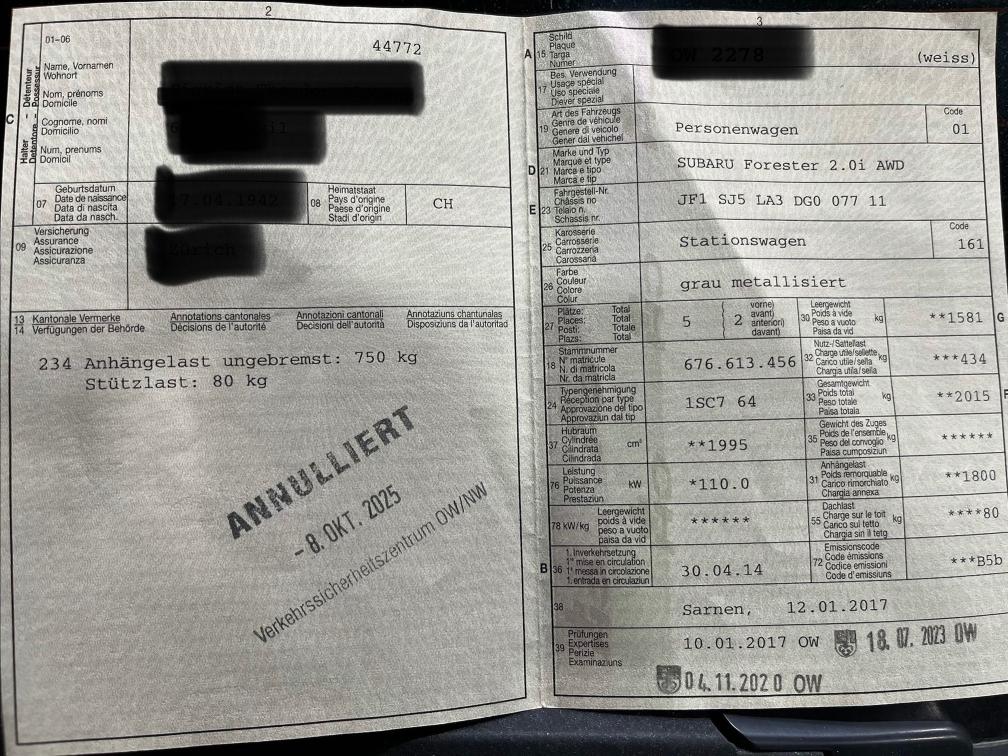 2
01-06
44772
C
Halter - Détenteur
Detentore - Possessur
Name, Vornamen
Wohnort
Nom, prénoms
Domicile
Cognome, nomi
Domicilio
Num, prenums
Domicil
07
Geburtsdatum
Date de naissance
Data di nascita
Data da nasch.
08
Heimatstaat
Pays d'origine
Paese d'origine
Stadi d'origin
CH
09
Versicherung
Assurance
Assicurazione
Assicuranza
13 Kantonale Vermerke Annotations cantonales Annotazioni cantonali Annotaziuns chantunalas
14 Verfügungen der Behörde Décisions de l'autorité Decisioni dell'autorità Disposiziuns da l'autoritad
234 Anhängelast ungebremst: 750 kg
Stützlast: 80 kg
ANNULLIERT
- 8. OKT. 2025
Verkehrssicherheitszentrum OW/NW
3
A 15
Schild
Plaque
Targa
Numer
(weiss)
17
Bes. Verwendung
Usage spécial
Uso speciale
Diever spezial
19
Art des Fahrzeugs
Genre de véhicule
Genere di veicolo
Gener dal vehichel
Personenwagen
Code
01
D 21
Marke und Typ
Marque et type
Marca e tipo
Marca e tip
SUBARU Forester 2.0i AWD
E 23
Fahrgestell-Nr.
Châssis no
Telaio n.
Schassis nr.
JF1 SJ5 LA3 DG0 077 11
25
Karosserie
Carrosserie
Carrozzeria
Carossaria
Stationswagen
Code
161
26
Farbe
Couleur
Colore
Colur
grau metallisiert
27
Plätze: Total
Places: Total
Posti: Totale
Plazs: Total
5
2
vorne)
avant)
anteriori)
davant)
30
Leergewicht
Poids à vide
Peso a vuoto
Paisa da vid
kg
**1581
G
18
Stammnummer
N° matricule
N. di matricola
Nr. da matricla
676.613.456
32
Nutz-/Sattellast
Charge utile/sellette
Carico utile/sella
Chargia utila/sella
kg
***434
24
Typengenehmigung
Réception par type
Approvazione del tipo
Approvaziun dal tip
1SC7 64
33
Gesamtgewicht
Poids total
Peso totale
Paisa totala
kg
**2015
F
37
Hubraum
Cylindrée
Cilindrata
Cilindrada
cm³
**1995
35
Gewicht des Zuges
Poids de l'ensemble
Peso del convoglio
Paisa cumposiziun
kg
******
76
Leistung
Puissance
Potenza
Prestaziun
kW
*110.0
31
Anhängelast
Poids remorquable
Carico rimorchiato
Chargia annexa
kg
**1800
78 kW/kg
Leergewicht
poids à vide
peso a vuoto
paisa da vid
******
55
Dachlast
Charge sur le toit
Carico sul tetto
Chargia sin il tetg
kg
****80
B 36
1. Inverkehrsetzung
1re mise en circulation
1a messa in circolazione
1. entrada en circulaziun
30.04.14
72
Emissionscode
Code émissions
Codice emissioni
Code d'emissiuns
***B5b
38
Sarnen, 12.01.2017
39
Prüfungen
Expertises
Perizie
Examinaziuns
10.01.2017 OW
18. 07. 2023 OW
04. 11. 2020 OW